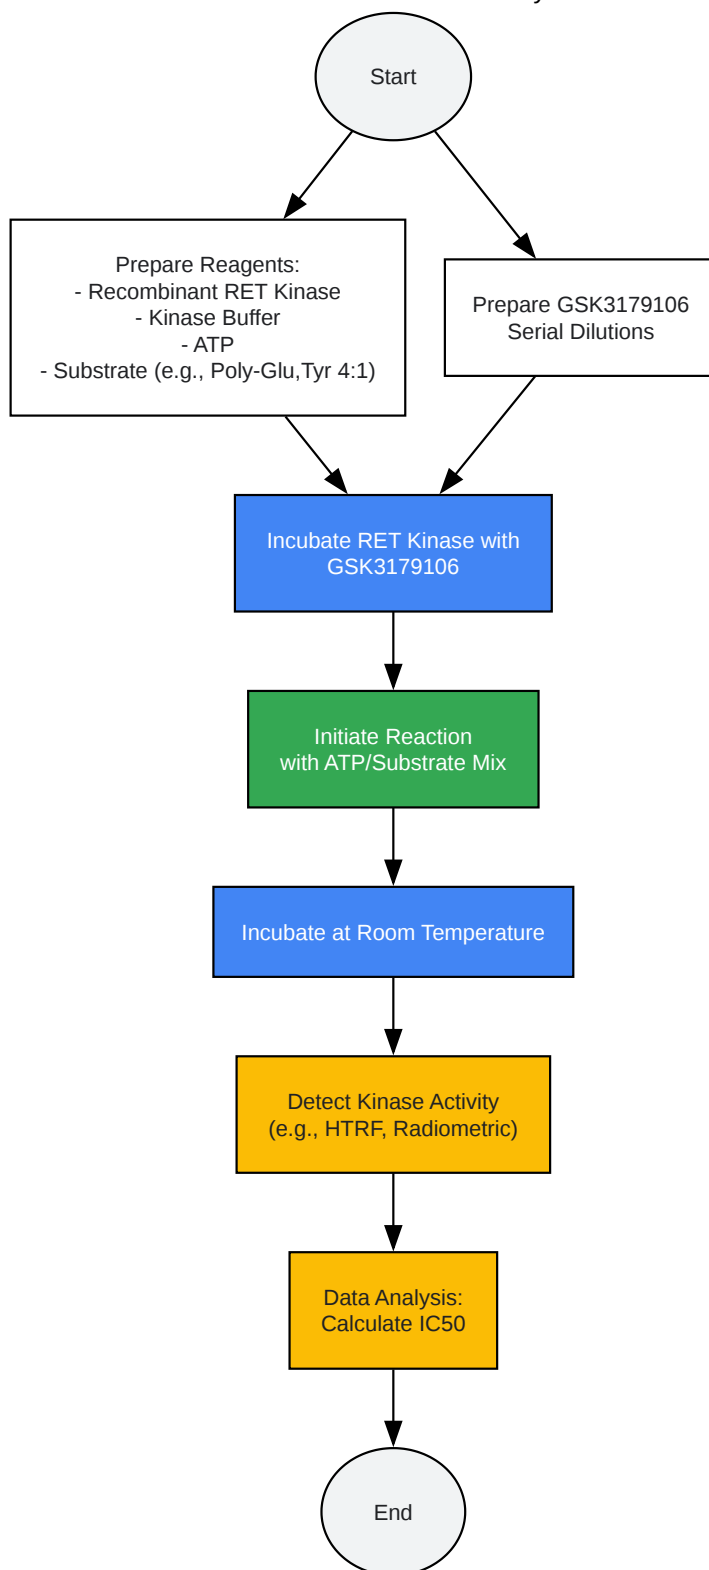 Start
Prepare Reagents:
- Recombinant RET Kinase
- Kinase Buffer
- ATP
- Substrate (e.g., Poly-Glu,Tyr 4:1)
Prepare GSK3179106
Serial Dilutions
Incubate RET Kinase with
GSK3179106
Initiate Reaction
with ATP/Substrate Mix
Incubate at Room Temperature
Detect Kinase Activity
(e.g., HTRF, Radiometric)
Data Analysis:
Calculate IC50
End